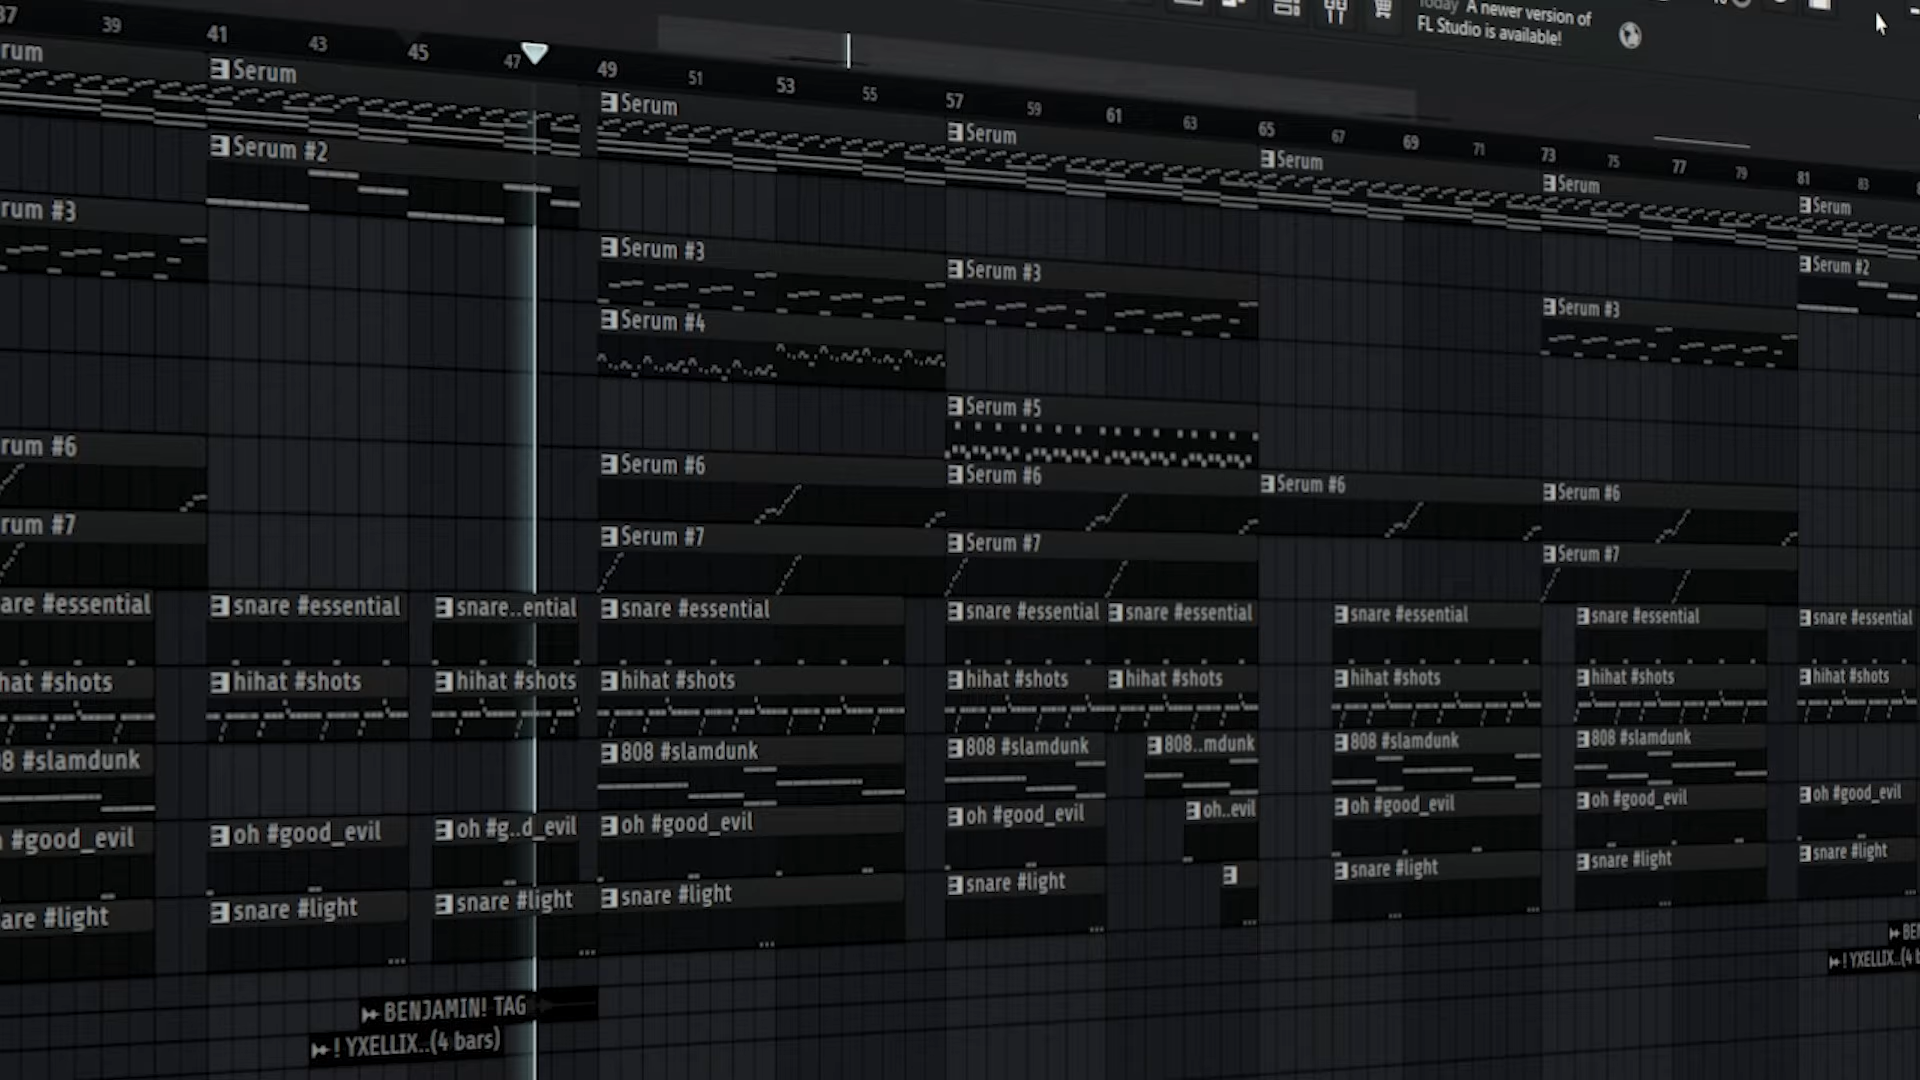 Today A newer version of
FL Studio is available!
37 39 41 43 45 47 49 51 53 55 57 59 61 63 65 67 69 71 73 75 77 79 81 83
rum Serum Serum Serum Serum Serum Serum
Serum #2 Serum #2
rum #3 Serum #3 Serum #3 Serum #3
Serum #4
Serum #5
rum #6 Serum #6 Serum #6 Serum #6 Serum #6
rum #7 Serum #7 Serum #7 Serum #7
are #essential snare #essential snare..ential snare #essential snare #essential snare #essential snare #essential snare #essential snare #essential
hat #shots hihat #shots hihat #shots hihat #shots hihat #shots hihat #shots hihat #shots hihat #shots hihat #shots
8 #slamdunk 808 #slamdunk 808 #slamdunk 808..mdunk 808 #slamdunk 808 #slamdunk
#good_evil oh #good_evil oh #g..d_evil oh #good_evil oh #good_evil oh..evil oh #good_evil oh #good_evil oh #good_evil
are #light snare #light snare #light snare #light snare #light snare #light snare #light snare #light
BENJAMIN! TAG BE
! YXELLIX..(4 bars) ! YXELLIX..(4 b